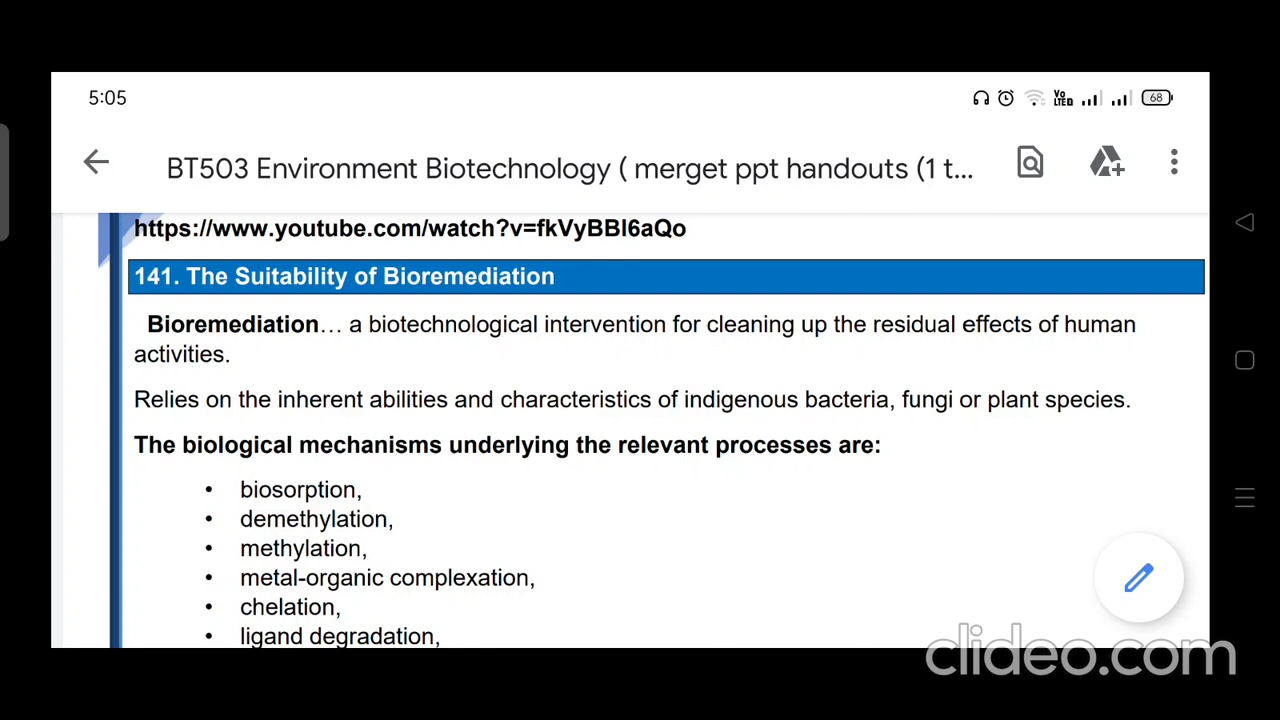 5:05
Vo
LTED
68
BT503 Environment Biotechnology ( merget ppt handouts (1 t...
https://www.youtube.com/watch?v=fkVyBBI6aQo
141. The Suitability of Bioremediation
Bioremediation… a biotechnological intervention for cleaning up the residual effects of human
activities.
Relies on the inherent abilities and characteristics of indigenous bacteria, fungi or plant species.
The biological mechanisms underlying the relevant processes are:
• biosorption,
• demethylation,
• methylation,
• metal-organic complexation,
• chelation,
• ligand degradation,
clideo.com